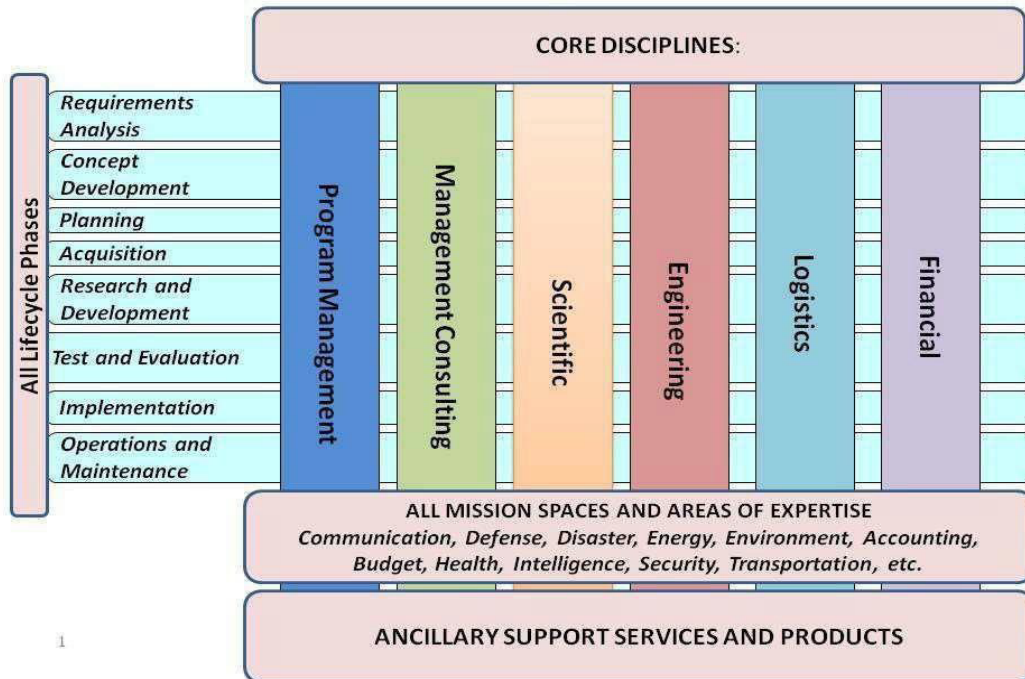 CORE DISCIPLINES:
All Lifecycle Phases
Requirements
Analysis
Concept
Development
Planning
Acquisition
Research and
Development
Test and Evaluation
Implementation
Operations and
Maintenance
Program Management
Management Consulting
Scientific
Engineering
Logistics
Financial
ALL MISSION SPACES AND AREAS OF EXPERTISE
Communication, Defense, Disaster, Energy, Environment, Accounting,
Budget, Health, Intelligence, Security, Transportation, etc.
ANCILLARY SUPPORT SERVICES AND PRODUCTS
1